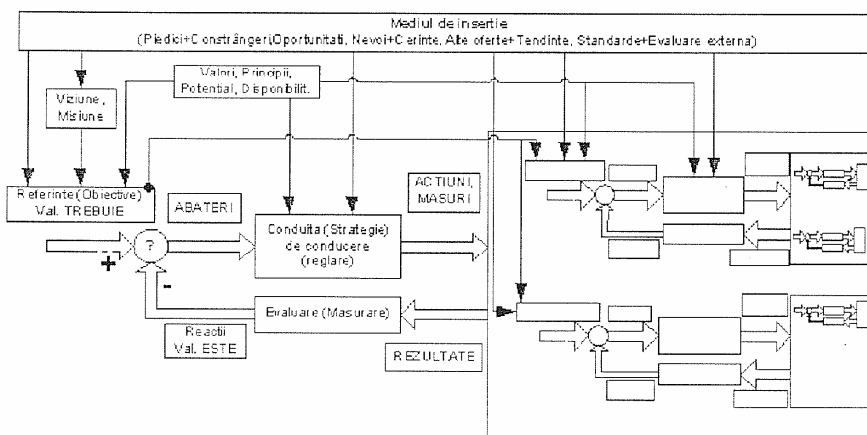 Mediul de insertie
(Piedici+Constrângeri,Oportunitati, Nevoi+Cerinte, Alte oferte+Tendinte, Standarde+Evaluare externa)
Valori, Principii,
Potential, Disponibilit.
Viziune,
Misiune
Referinte(Obiective)
Val. TREBUIE
ABATERI
ACTIUNI,
MASURI
Conduita(Strategie)
de conducere
(reglare)
?
+
-
Evaluare(Masurare)
Reactii
Val. ESTE
REZULTATE